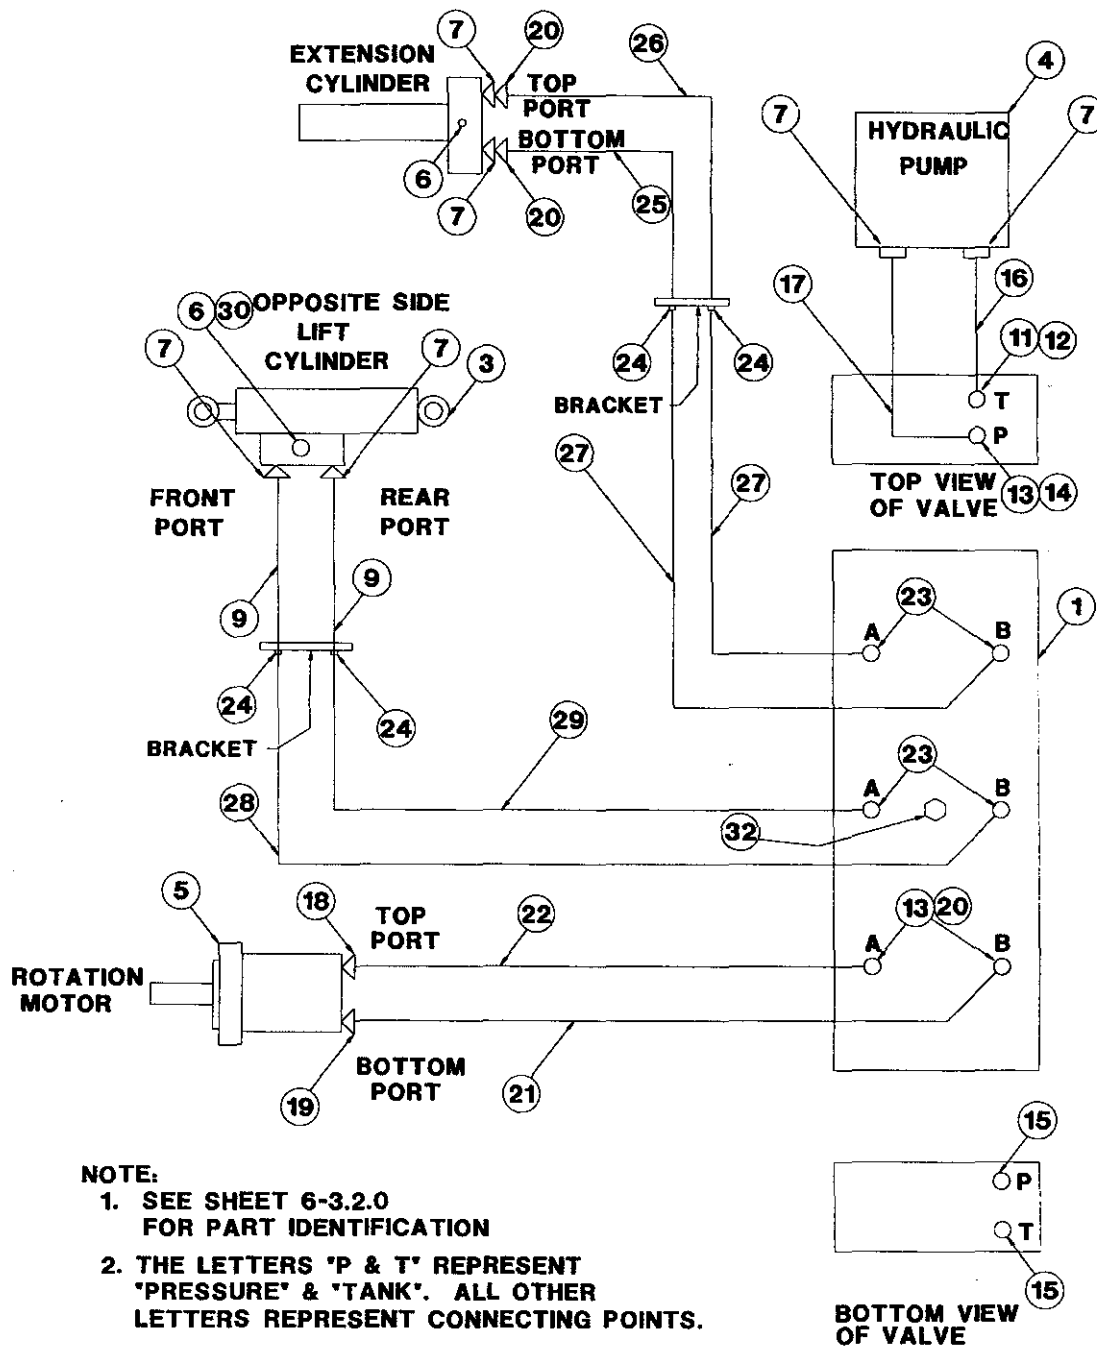 7
20
26
EXTENSION
CYLINDER
TOP
PORT
4
7
7
HYDRAULIC
PUMP
6
BOTTOM
PORT
7
20
25
7
6
30
OPPOSITE SIDE
LIFT
CYLINDER
7
3
17
16
24
24
BRACKET
11
12
T
P
TOP VIEW
OF VALVE
13
14
27
27
FRONT
PORT
REAR
PORT
9
9
23
1
A
B
24
24
BRACKET
29
28
23
A
B
32
5
18
TOP
PORT
22
13
20
A
B
ROTATION
MOTOR
19
BOTTOM
PORT
21
15
P
T
15
BOTTOM VIEW
OF VALVE
NOTE:
1. SEE SHEET 6-3.2.0
FOR PART IDENTIFICATION
2. THE LETTERS "P & T" REPRESENT
"PRESSURE" & "TANK". ALL OTHER
LETTERS REPRESENT CONNECTING POINTS.